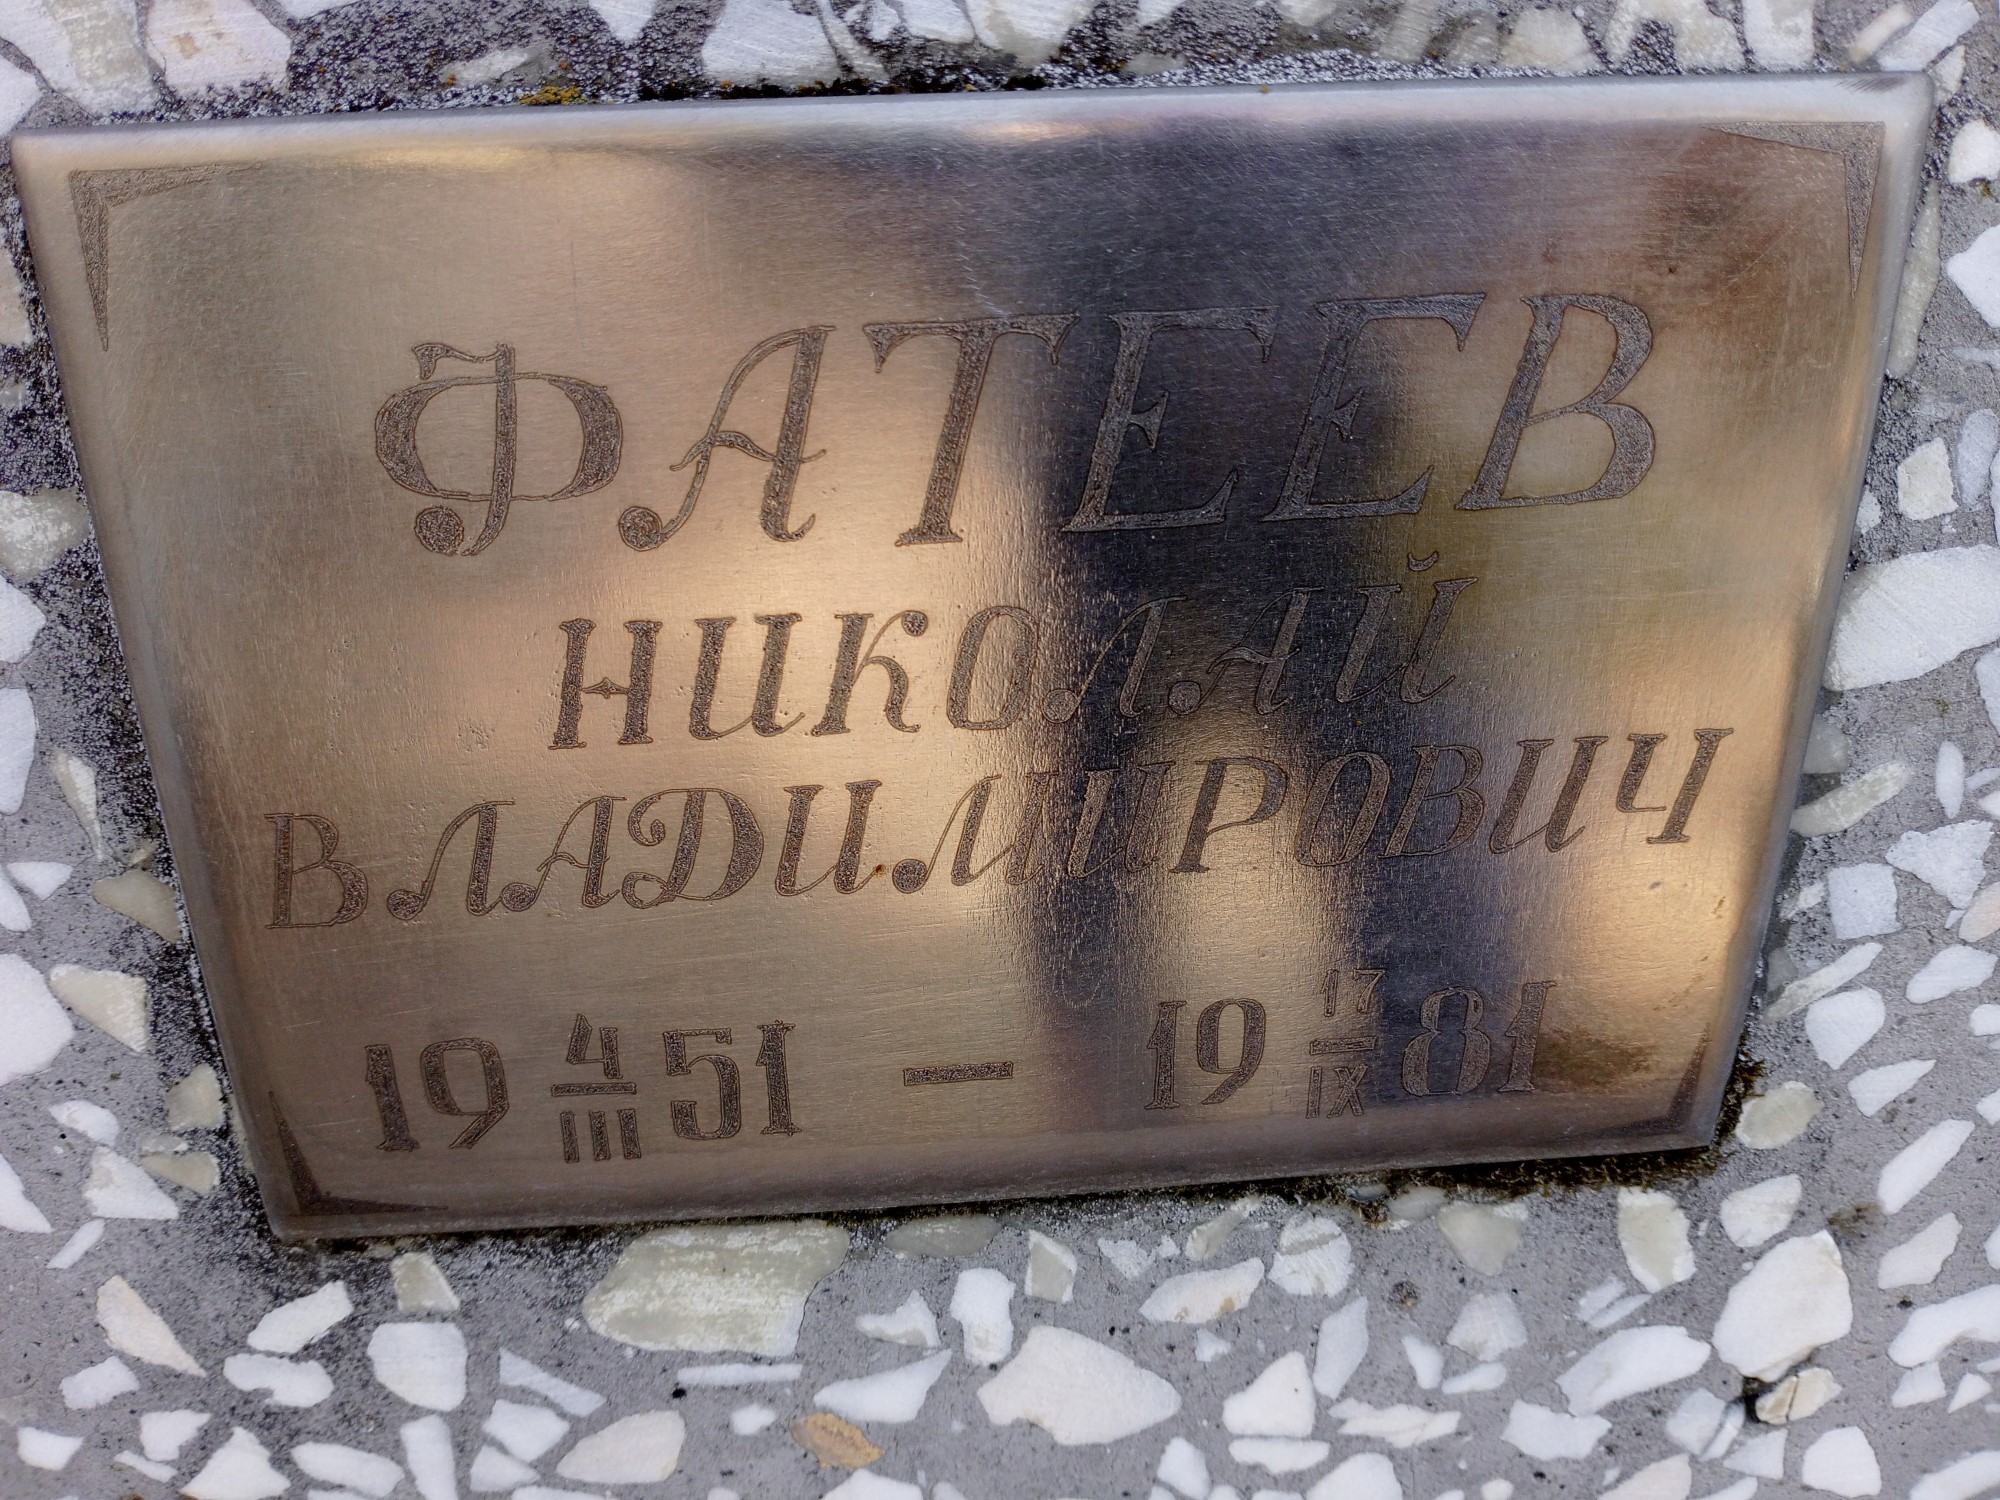 ФАТЕЕВ
НИКОЛАЙ
ВЛАДИМИРОВИЧ
19 4/III 51 — 19 17/IX 81